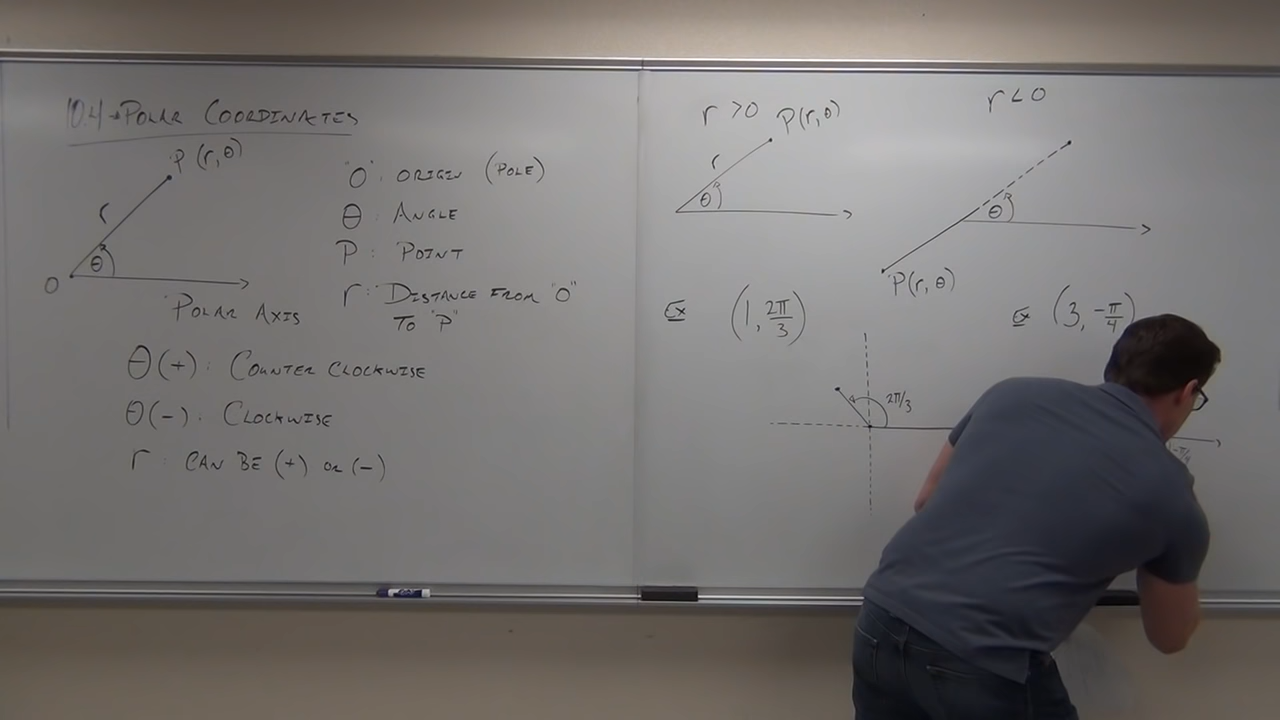 10.4 → POLAR COORDINATES
P(r,θ)
r
θ
O
POLAR AXIS
"O": ORIGIN (POLE)
θ: ANGLE
P: POINT
r: DISTANCE FROM "O"
TO "P"
θ(+): COUNTER CLOCKWISE
θ(-): CLOCKWISE
r: CAN BE (+) OR (-)
r > 0
P(r,θ)
r
θ
r < 0
θ
P(r,θ)
Ex (1, 2π/3)
2π/3
Ex (3, -π/4)
-π/4